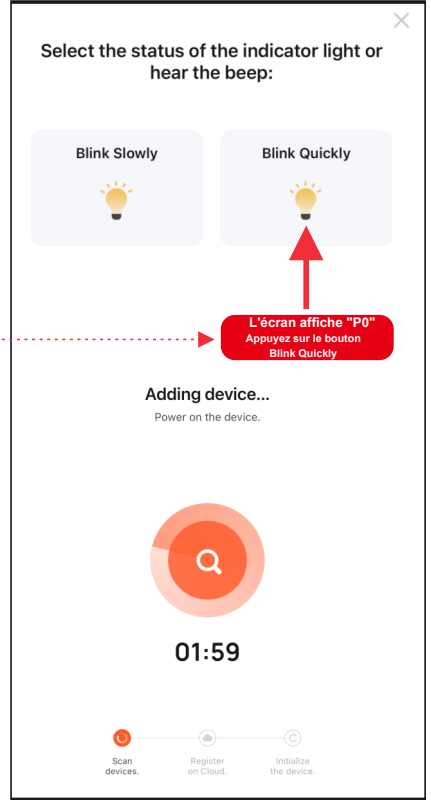 Select the status of the indicator light or
hear the beep:
Blink Slowly
Blink Quickly
L'écran affiche "P0"
Appuyez sur le bouton
Blink Quickly
Adding device...
Power on the device.
01:59
Scan
devices.
Register
on Cloud.
Initialize
the device.